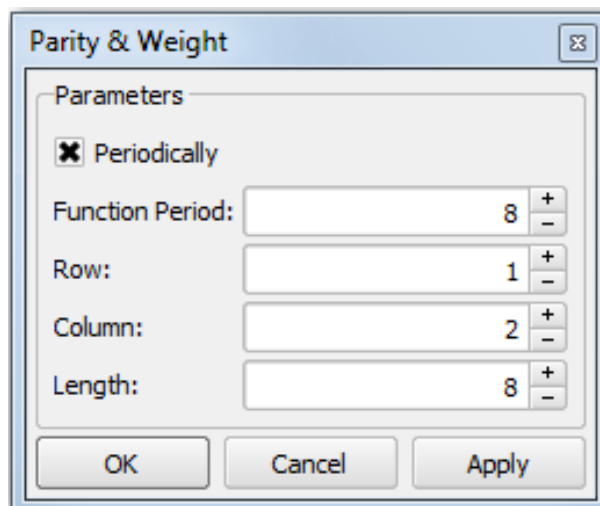 Parity & Weight
Parameters
Periodically
Function Period: 8
Row: 1
Column: 2
Length: 8
OK Cancel Apply